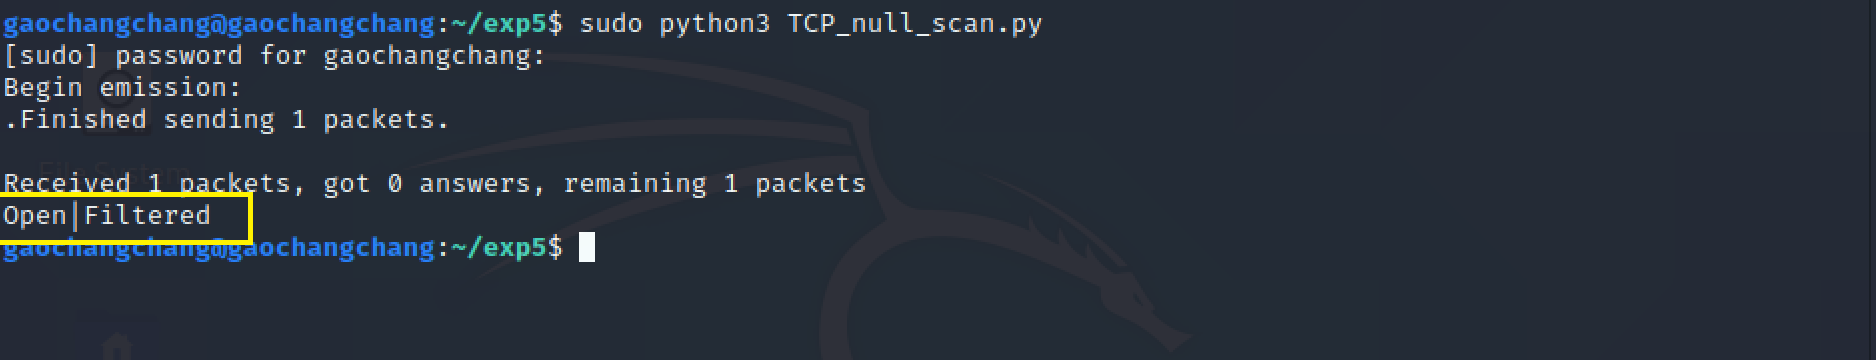 gaochangchang@gaochangchang:~/exp5$ sudo python3 TCP_null_scan.py
[sudo] password for gaochangchang:
Begin emission:
.Finished sending 1 packets.
Received 1 packets, got 0 answers, remaining 1 packets
Open|Filtered
gaochangchang@gaochangchang:~/exp5$